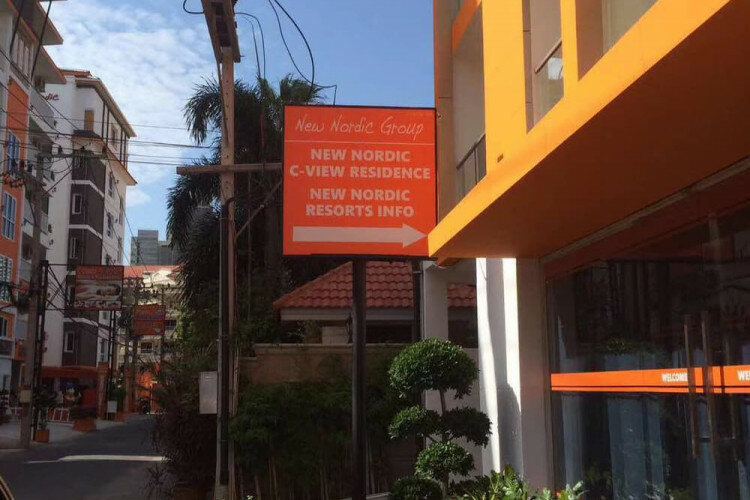 New Nordic Group
NEW NORDIC
C-VIEW RESIDENCE
NEW NORDIC
RESORTS INFO
WELCOME
WE